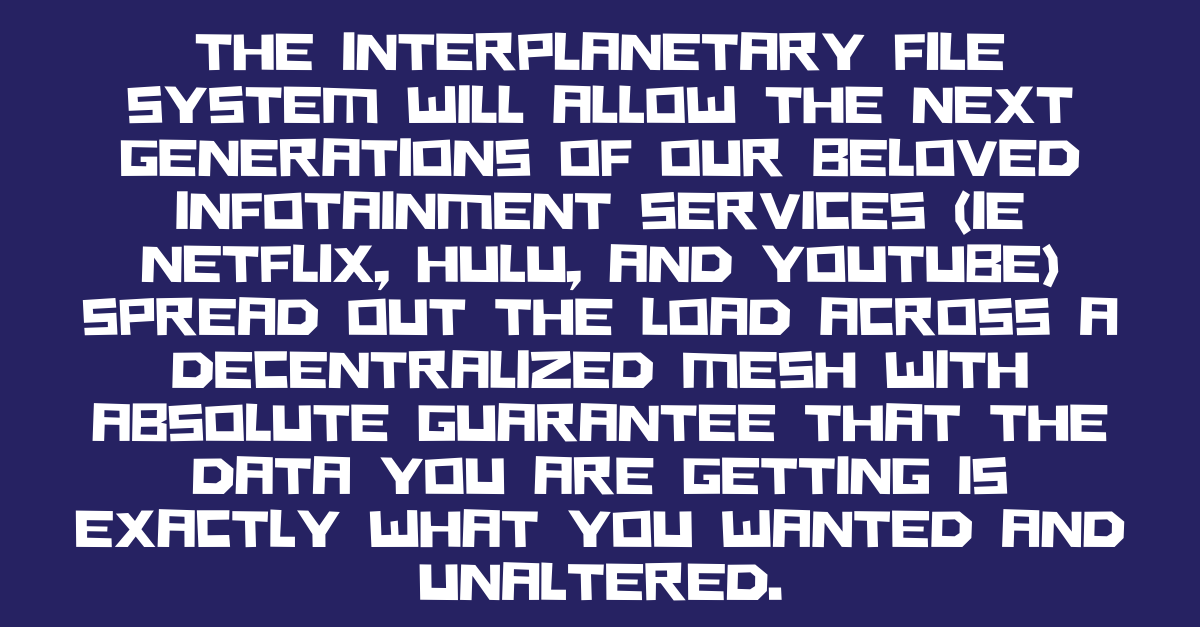 THE INTERPLANETARY FILE
SYSTEM WILL ALLOW THE NEXT
GENERATIONS OF OUR BELOVED
INFOTAINMENT SERVICES (IE
NETFLIX, HULU, AND YOUTUBE)
SPREAD OUT THE LOAD ACROSS A
DECENTRALIZED MESH WITH
ABSOLUTE GUARANTEE THAT THE
DATA YOU ARE GETTING IS
EXACTLY WHAT YOU WANTED AND
UNALTERED.